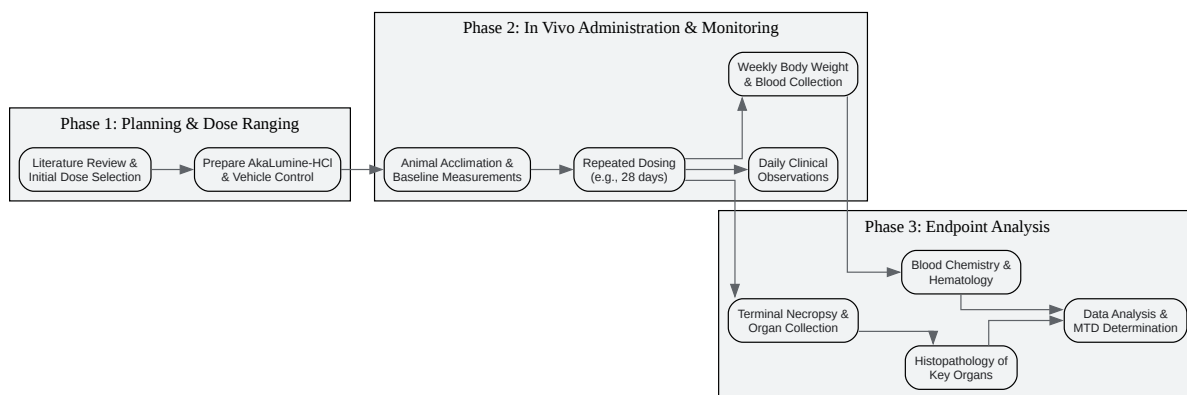 Phase 1: Planning & Dose Ranging
Literature Review &
Initial Dose Selection
Prepare AkaLumine-HCl
& Vehicle Control
Phase 2: In Vivo Administration & Monitoring
Weekly Body Weight
& Blood Collection
Animal Acclimation &
Baseline Measurements
Repeated Dosing
(e.g., 28 days)
Daily Clinical
Observations
Phase 3: Endpoint Analysis
Blood Chemistry &
Hematology
Terminal Necropsy &
Organ Collection
Histopathology of
Key Organs
Data Analysis &
MTD Determination